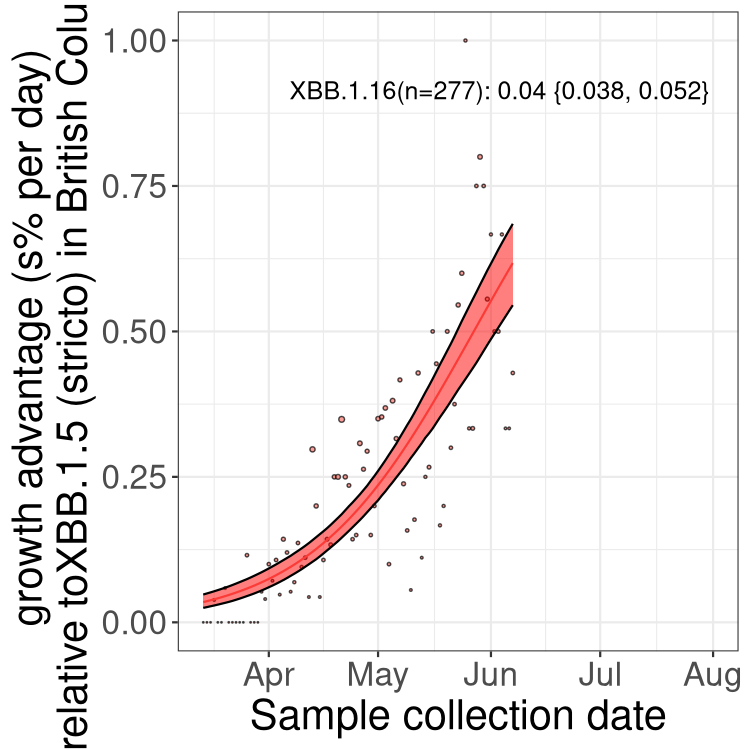 growth advantage (s% per day)
relative toXBB.1.5 (stricto) in British Colu
1.00
0.75
0.50
0.25
0.00
XBB.1.16(n=277): 0.04 {0.038, 0.052}
Apr May Jun Jul Aug
Sample collection date